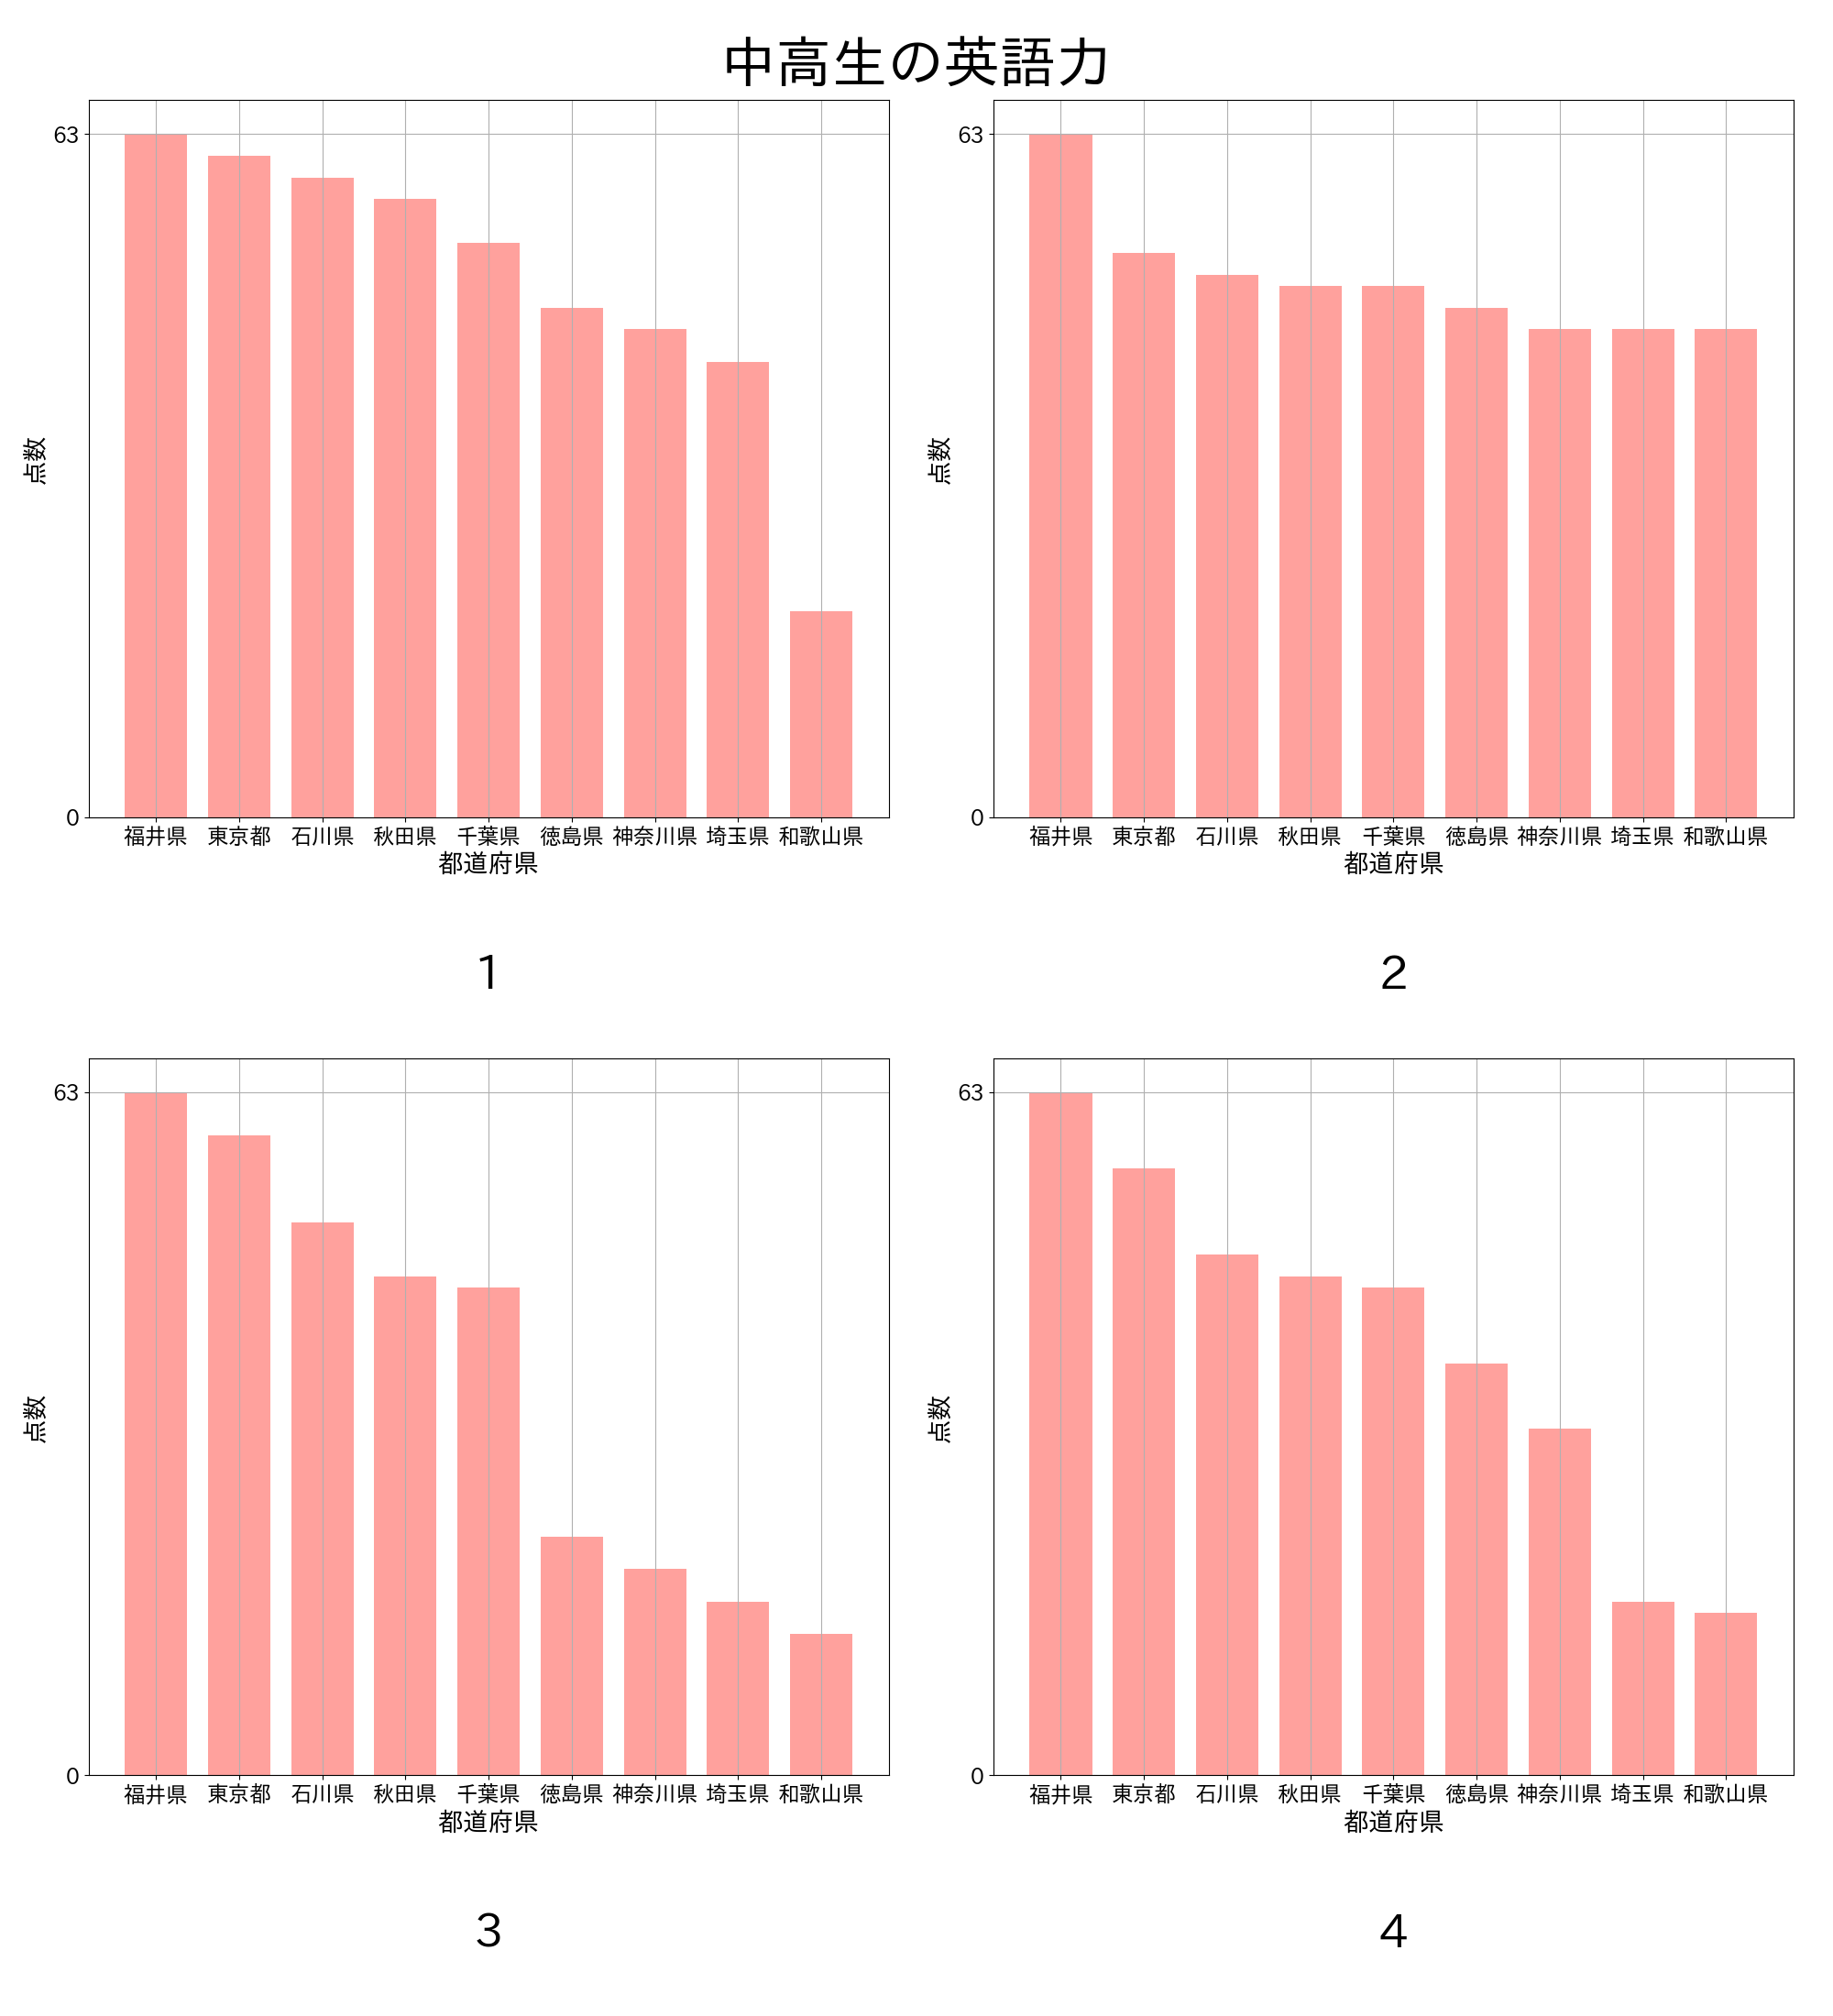 中高生の英語力
63
0
点数
福井県 東京都 石川県 秋田県 千葉県 徳島県 神奈川県 埼玉県 和歌山県
都道府県
1
63
0
点数
福井県 東京都 石川県 秋田県 千葉県 徳島県 神奈川県 埼玉県 和歌山県
都道府県
2
63
0
点数
福井県 東京都 石川県 秋田県 千葉県 徳島県 神奈川県 埼玉県 和歌山県
都道府県
3
63
0
点数
福井県 東京都 石川県 秋田県 千葉県 徳島県 神奈川県 埼玉県 和歌山県
都道府県
4